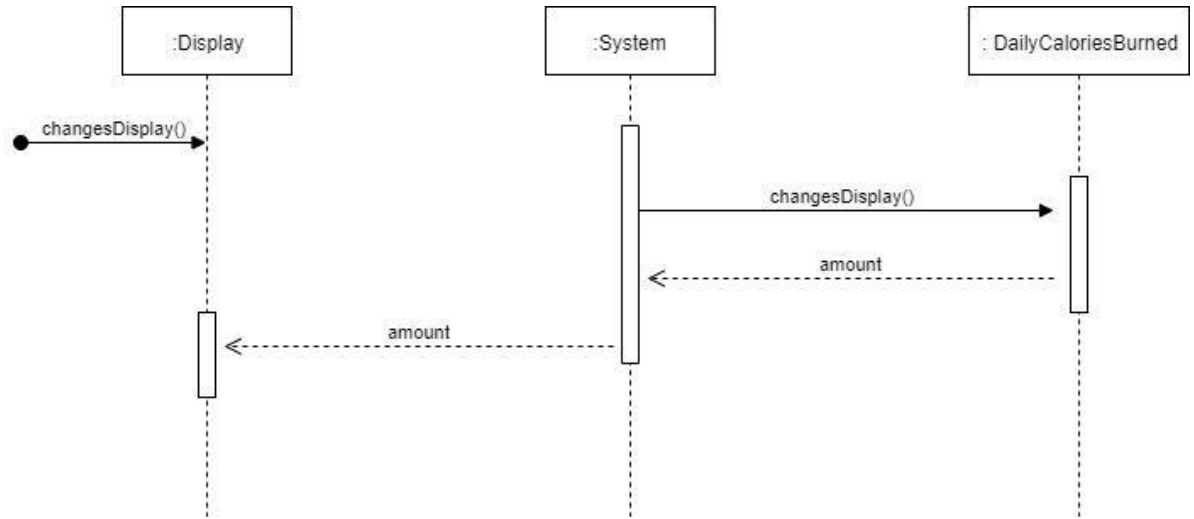 :Display
:System
: DailyCaloriesBurned
changesDisplay()
changesDisplay()
amount
amount